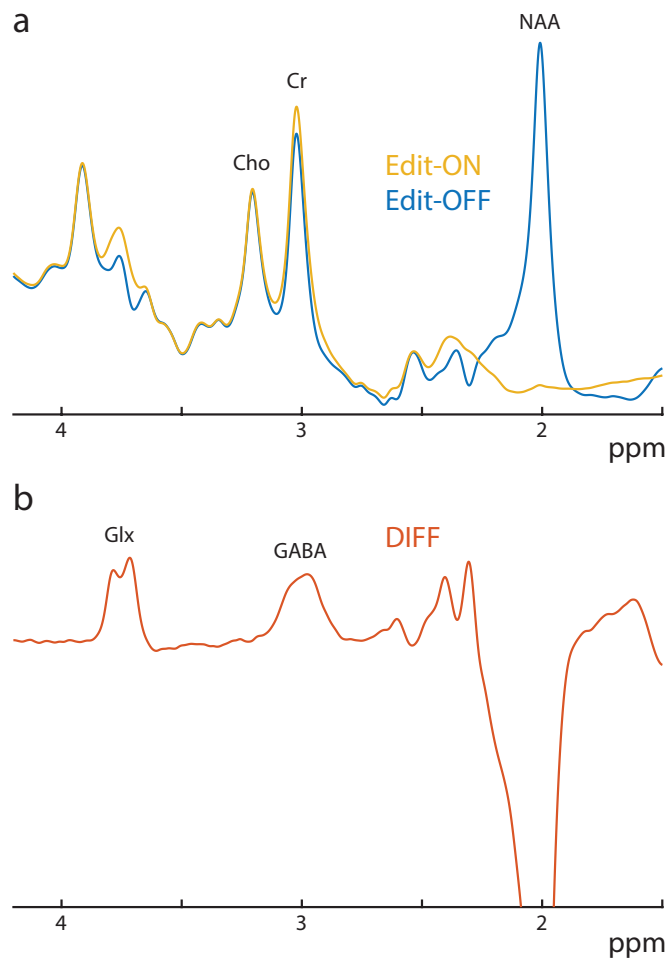 a
NAA
Cr
Cho
Edit-ON
Edit-OFF
4
3
2
ppm
b
Glx
GABA
DIFF
4
3
2
ppm